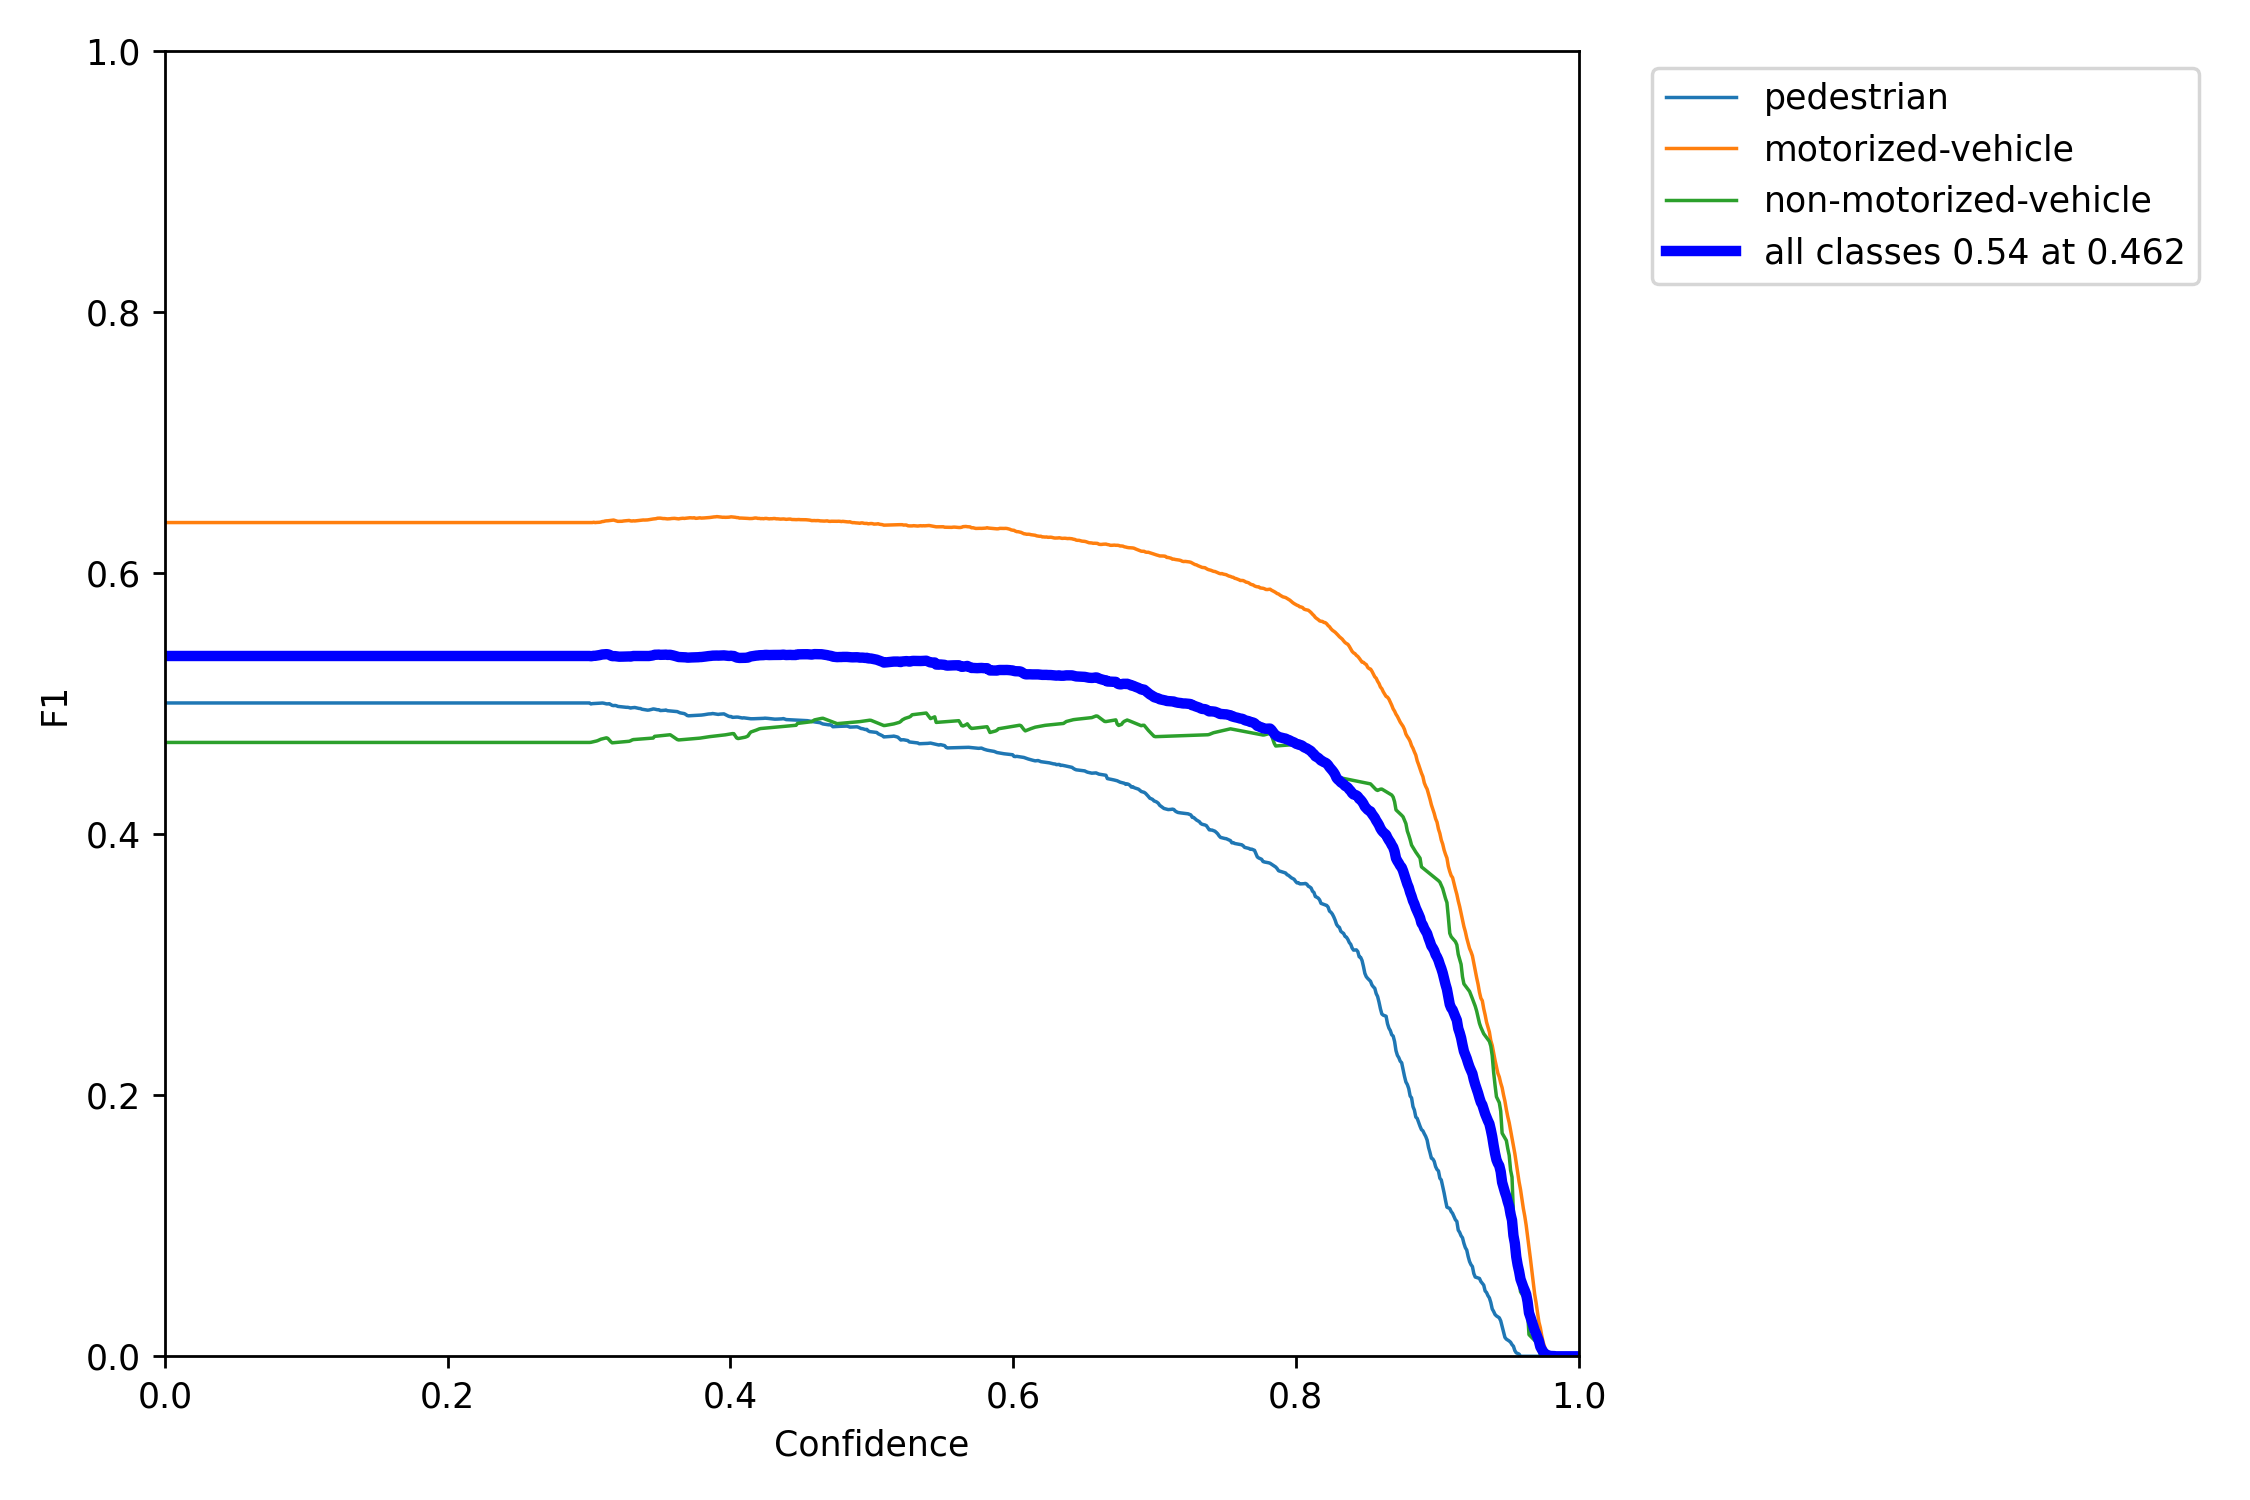 1.0
0.8
0.6
0.4
0.2
0.0
F1
0.0 0.2 0.4 0.6 0.8 1.0
Confidence
pedestrian
motorized-vehicle
non-motorized-vehicle
all classes 0.54 at 0.462